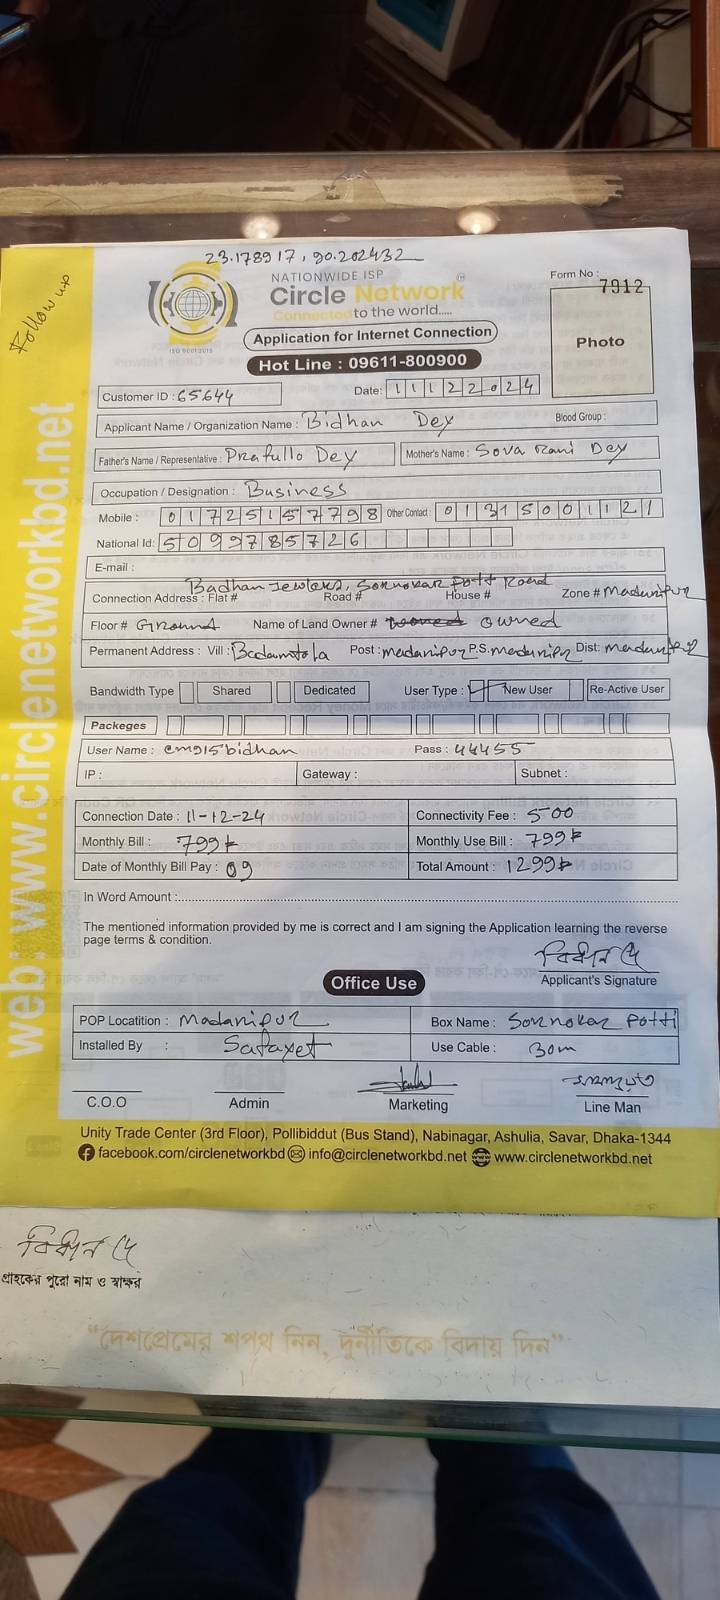 23.178917, 90.202432
Follow up
NATIONWIDE ISP
Circle Network
Connected to the world.....
ISO 9001:2015
Form No : 7912
Photo
Application for Internet Connection
Hot Line : 09611-800900
Customer ID : 65644 Date: 11122024
Applicant Name / Organization Name : Bidhan Dey Blood Group :
Father's Name / Representative : Prafullo Dey Mother's Name : Sova Rani Dey
Occupation / Designation : Business
Mobile : 01725157798 Other Contact : 01315001121
National Id: 5099785726
E-mail :
Badhan Jewlers, Sornokar Potti Road
Connection Address : Flat # Road # House # Zone # Madaripur
Floor # Ground Name of Land Owner # owned
Permanent Address : Vill : Badamtola Post : madaripur P.S. madaripur Dist: madaripur
Bandwidth Type Shared Dedicated User Type : New User Re-Active User
Packeges
User Name : cm915bidhan Pass : 44455
IP : Gateway : Subnet :
Connection Date : 11-12-24 Connectivity Fee : 500
Monthly Bill : 799৳ Monthly Use Bill : 799৳
Date of Monthly Bill Pay : 09 Total Amount : 1299৳
In Word Amount :
The mentioned information provided by me is correct and I am signing the Application learning the reverse
page terms & condition.
বিধান দে
Applicant's Signature
Office Use
POP Locatition : Madaripur Box Name : Sornokar Potti
Installed By : Safayet Use Cable : 30m
C.O.O Admin Marketing Line Man
Unity Trade Center (3rd Floor), Pollibiddut (Bus Stand), Nabinagar, Ashulia, Savar, Dhaka-1344
facebook.com/circlenetworkbd info@circlenetworkbd.net www.circlenetworkbd.net
web: www.circlenetworkbd.net
বিধান দে
গ্রাহকের পুরো নাম ও স্বাক্ষর
“দেশপ্রেমের শপথ নিন, দুর্নীতিকে বিদায় দিন”